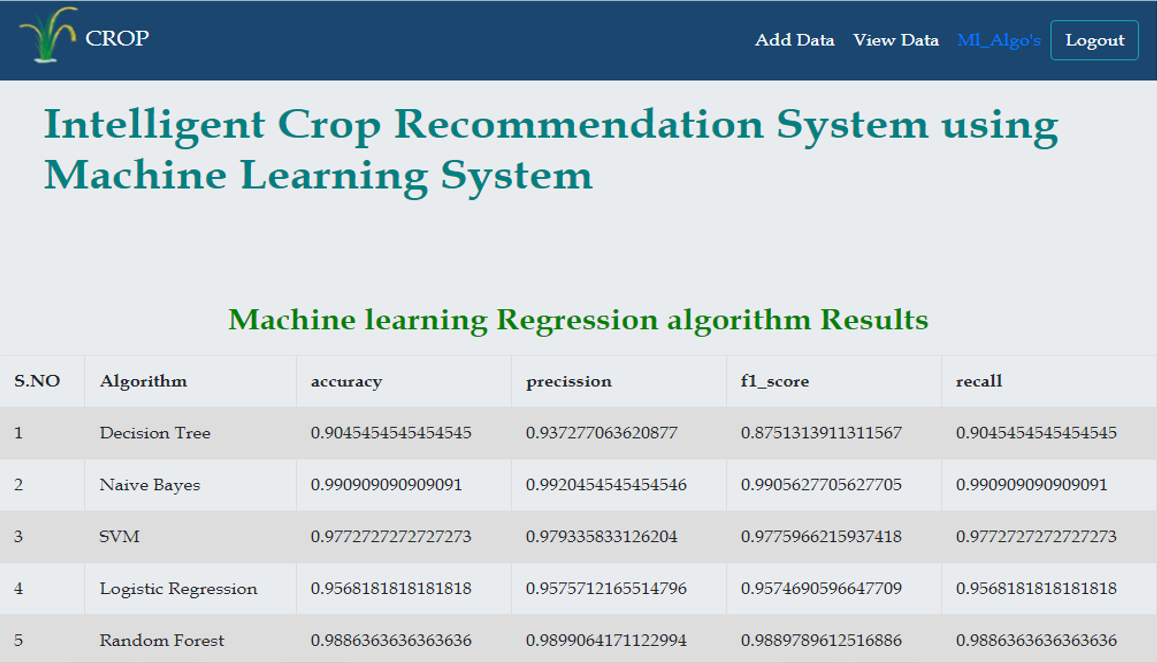 CROP Add Data View Data Ml_Algo's Logout
Intelligent Crop Recommendation System using
Machine Learning System
Machine learning Regression algorithm Results
S.NO Algorithm accuracy precission f1_score recall
1 Decision Tree 0.9045454545454545 0.937277063620877 0.8751313911311567 0.9045454545454545
2 Naive Bayes 0.990909090909091 0.9920454545454546 0.9905627705627705 0.990909090909091
3 SVM 0.9772727272727273 0.979335833126204 0.9775966215937418 0.9772727272727273
4 Logistic Regression 0.9568181818181818 0.9575712165514796 0.9574690596647709 0.9568181818181818
5 Random Forest 0.9886363636363636 0.9899064171122994 0.9889789612516886 0.9886363636363636